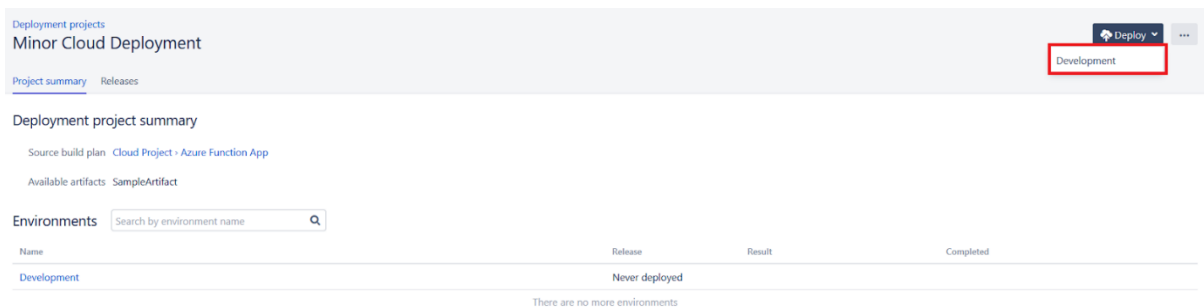 Deployment projects
Minor Cloud Deployment
Deploy
...
Development
Project summary Releases
Deployment project summary
Source build plan Cloud Project › Azure Function App
Available artifacts SampleArtifact
Environments Search by environment name
Name Release Result Completed
Development Never deployed
There are no more environments